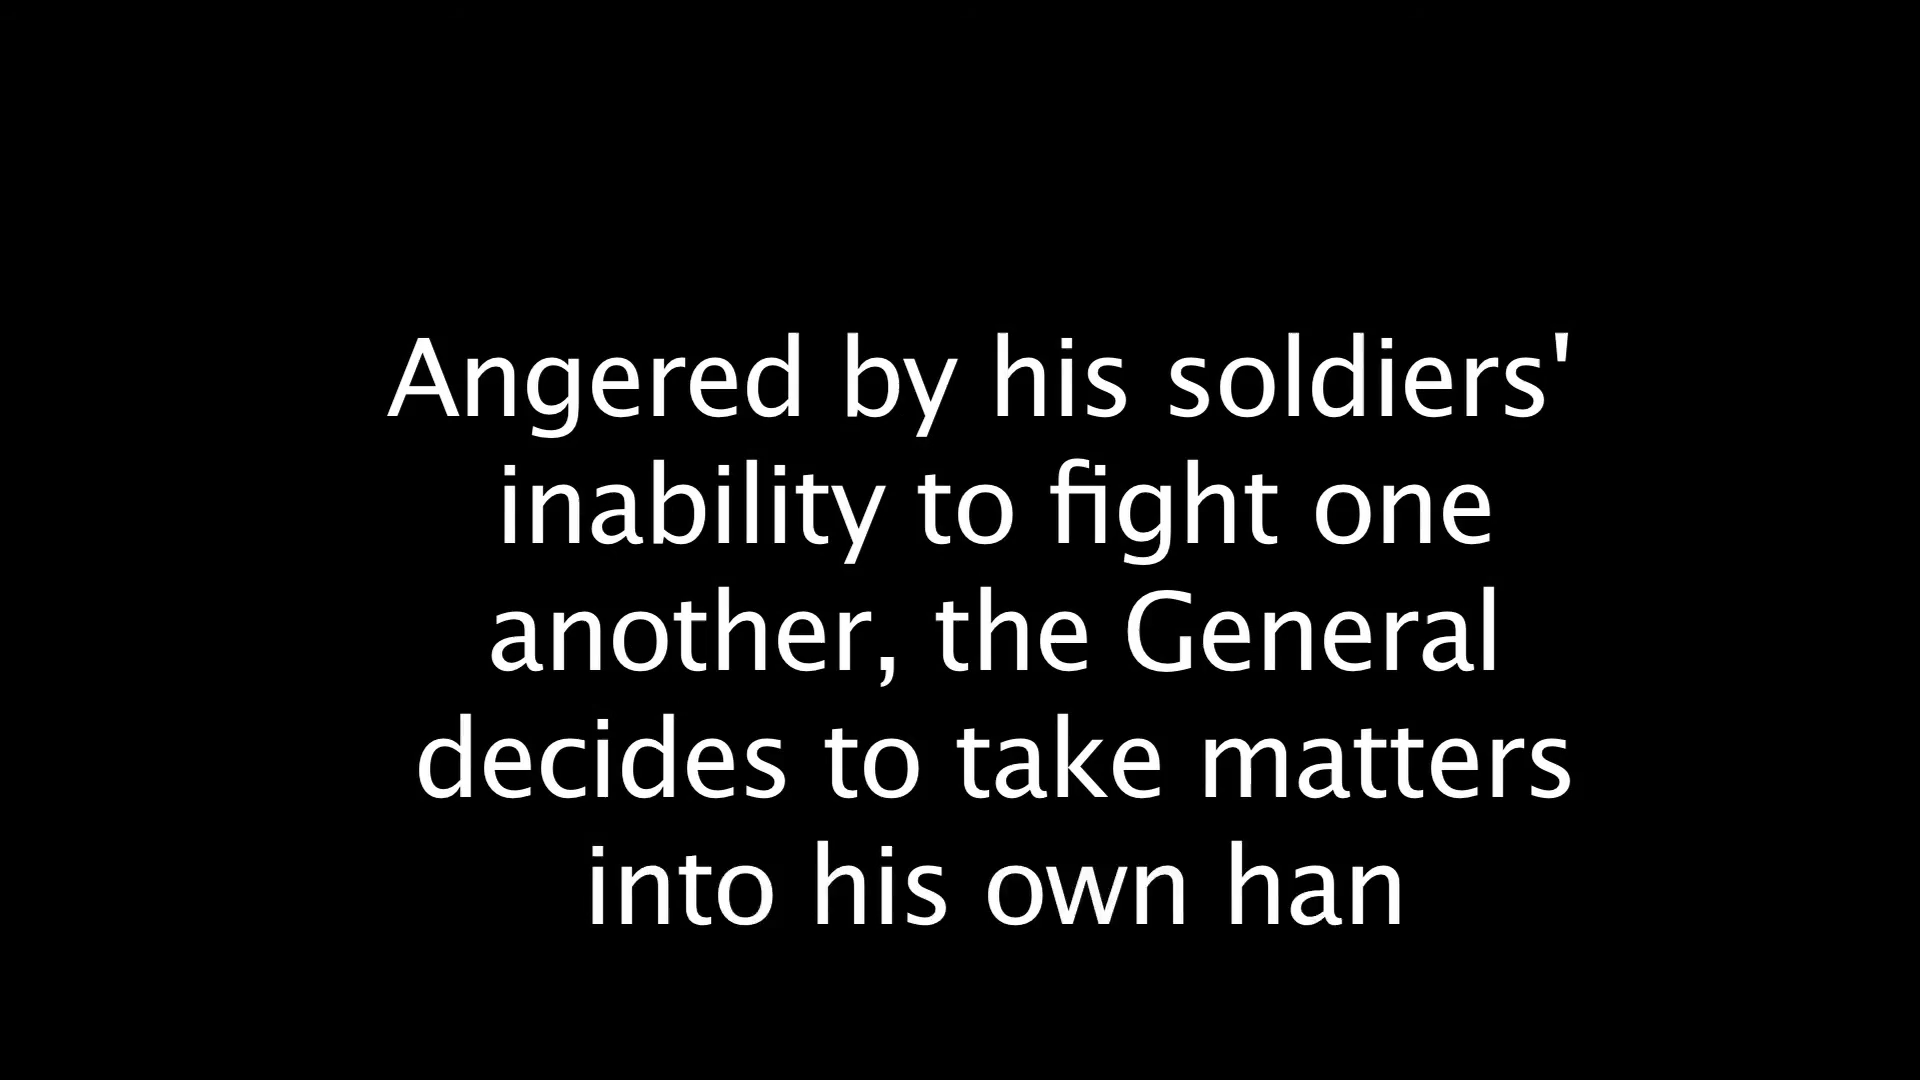 Angered by his soldiers'
inability to fight one
another, the General
decides to take matters
into his own han